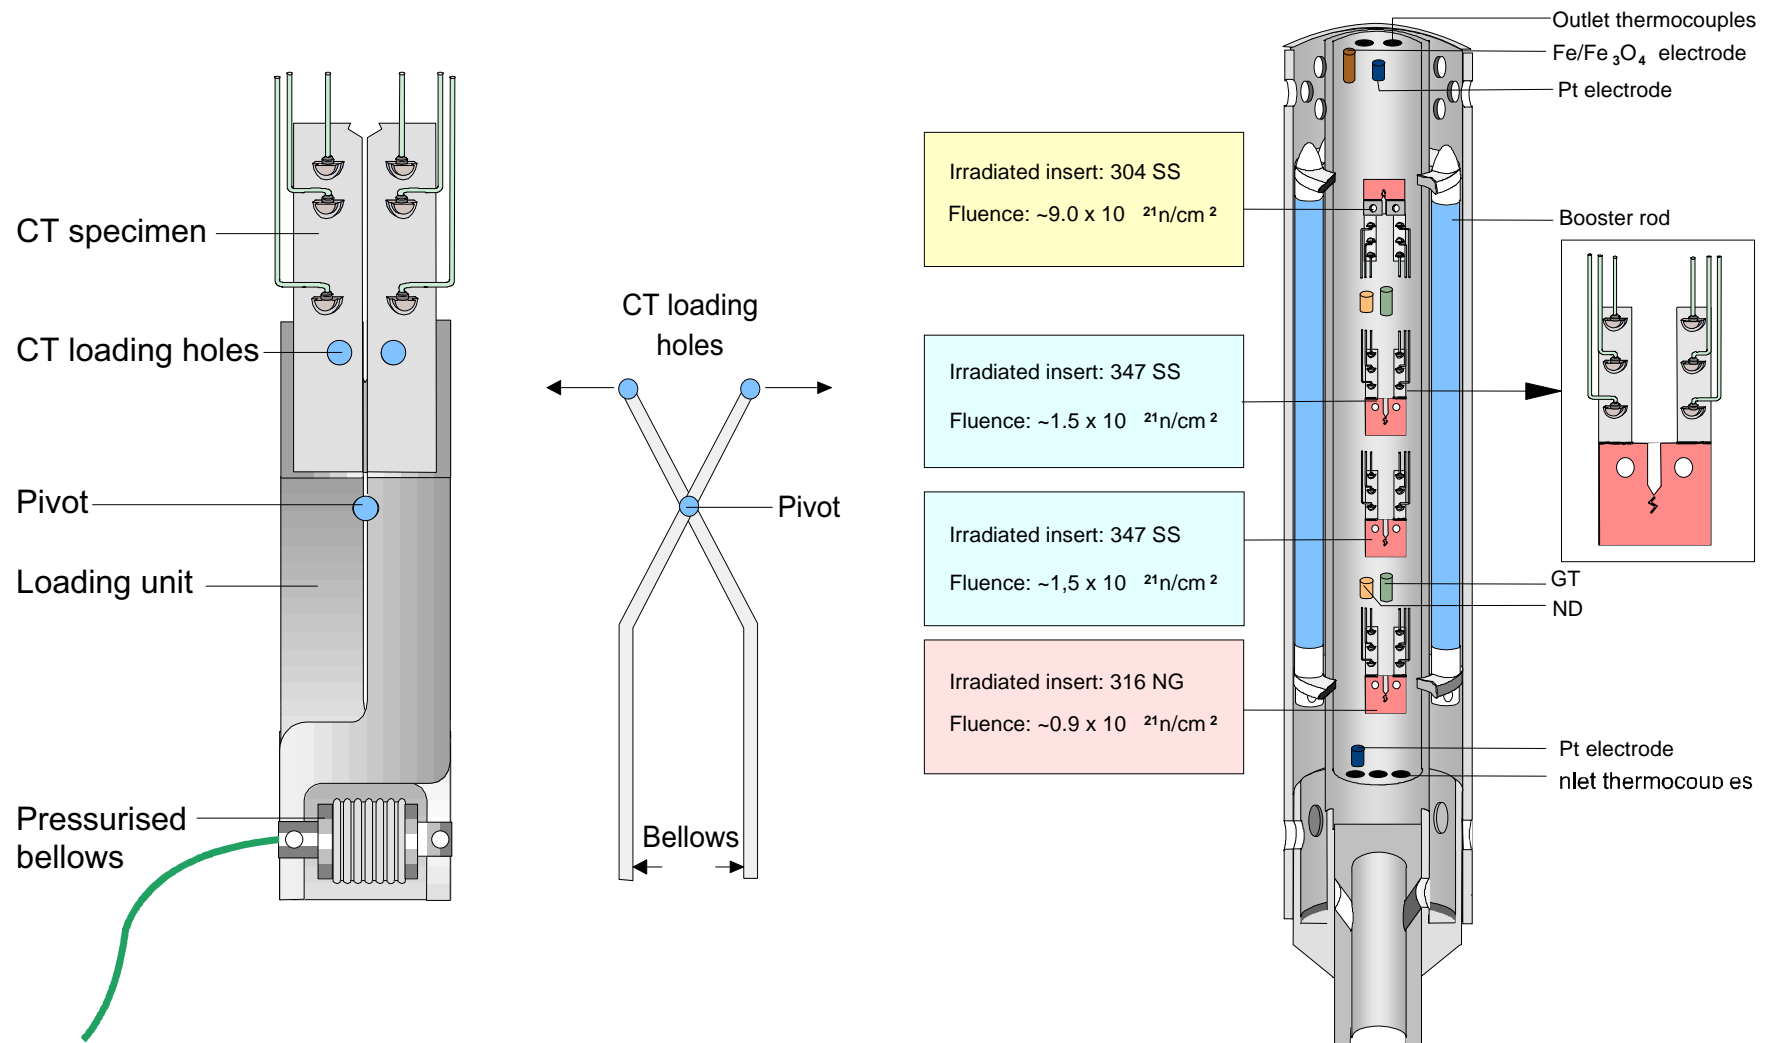 CT specimen
CT loading holes
Pivot
Loading unit
Pressurised
bellows
CT loading
holes
Pivot
Bellows
Irradiated insert: 304 SS
Fluence: ~9.0 x 10 ²¹n/cm ²
Irradiated insert: 347 SS
Fluence: ~1.5 x 10 ²¹n/cm ²
Irradiated insert: 347 SS
Fluence: ~1,5 x 10 ²¹n/cm ²
Irradiated insert: 316 NG
Fluence: ~0.9 x 10 ²¹n/cm ²
Outlet thermocouples
Fe/Fe ₃O₄ electrode
Pt electrode
Booster rod
GT
ND
Pt electrode
nlet thermocoup es